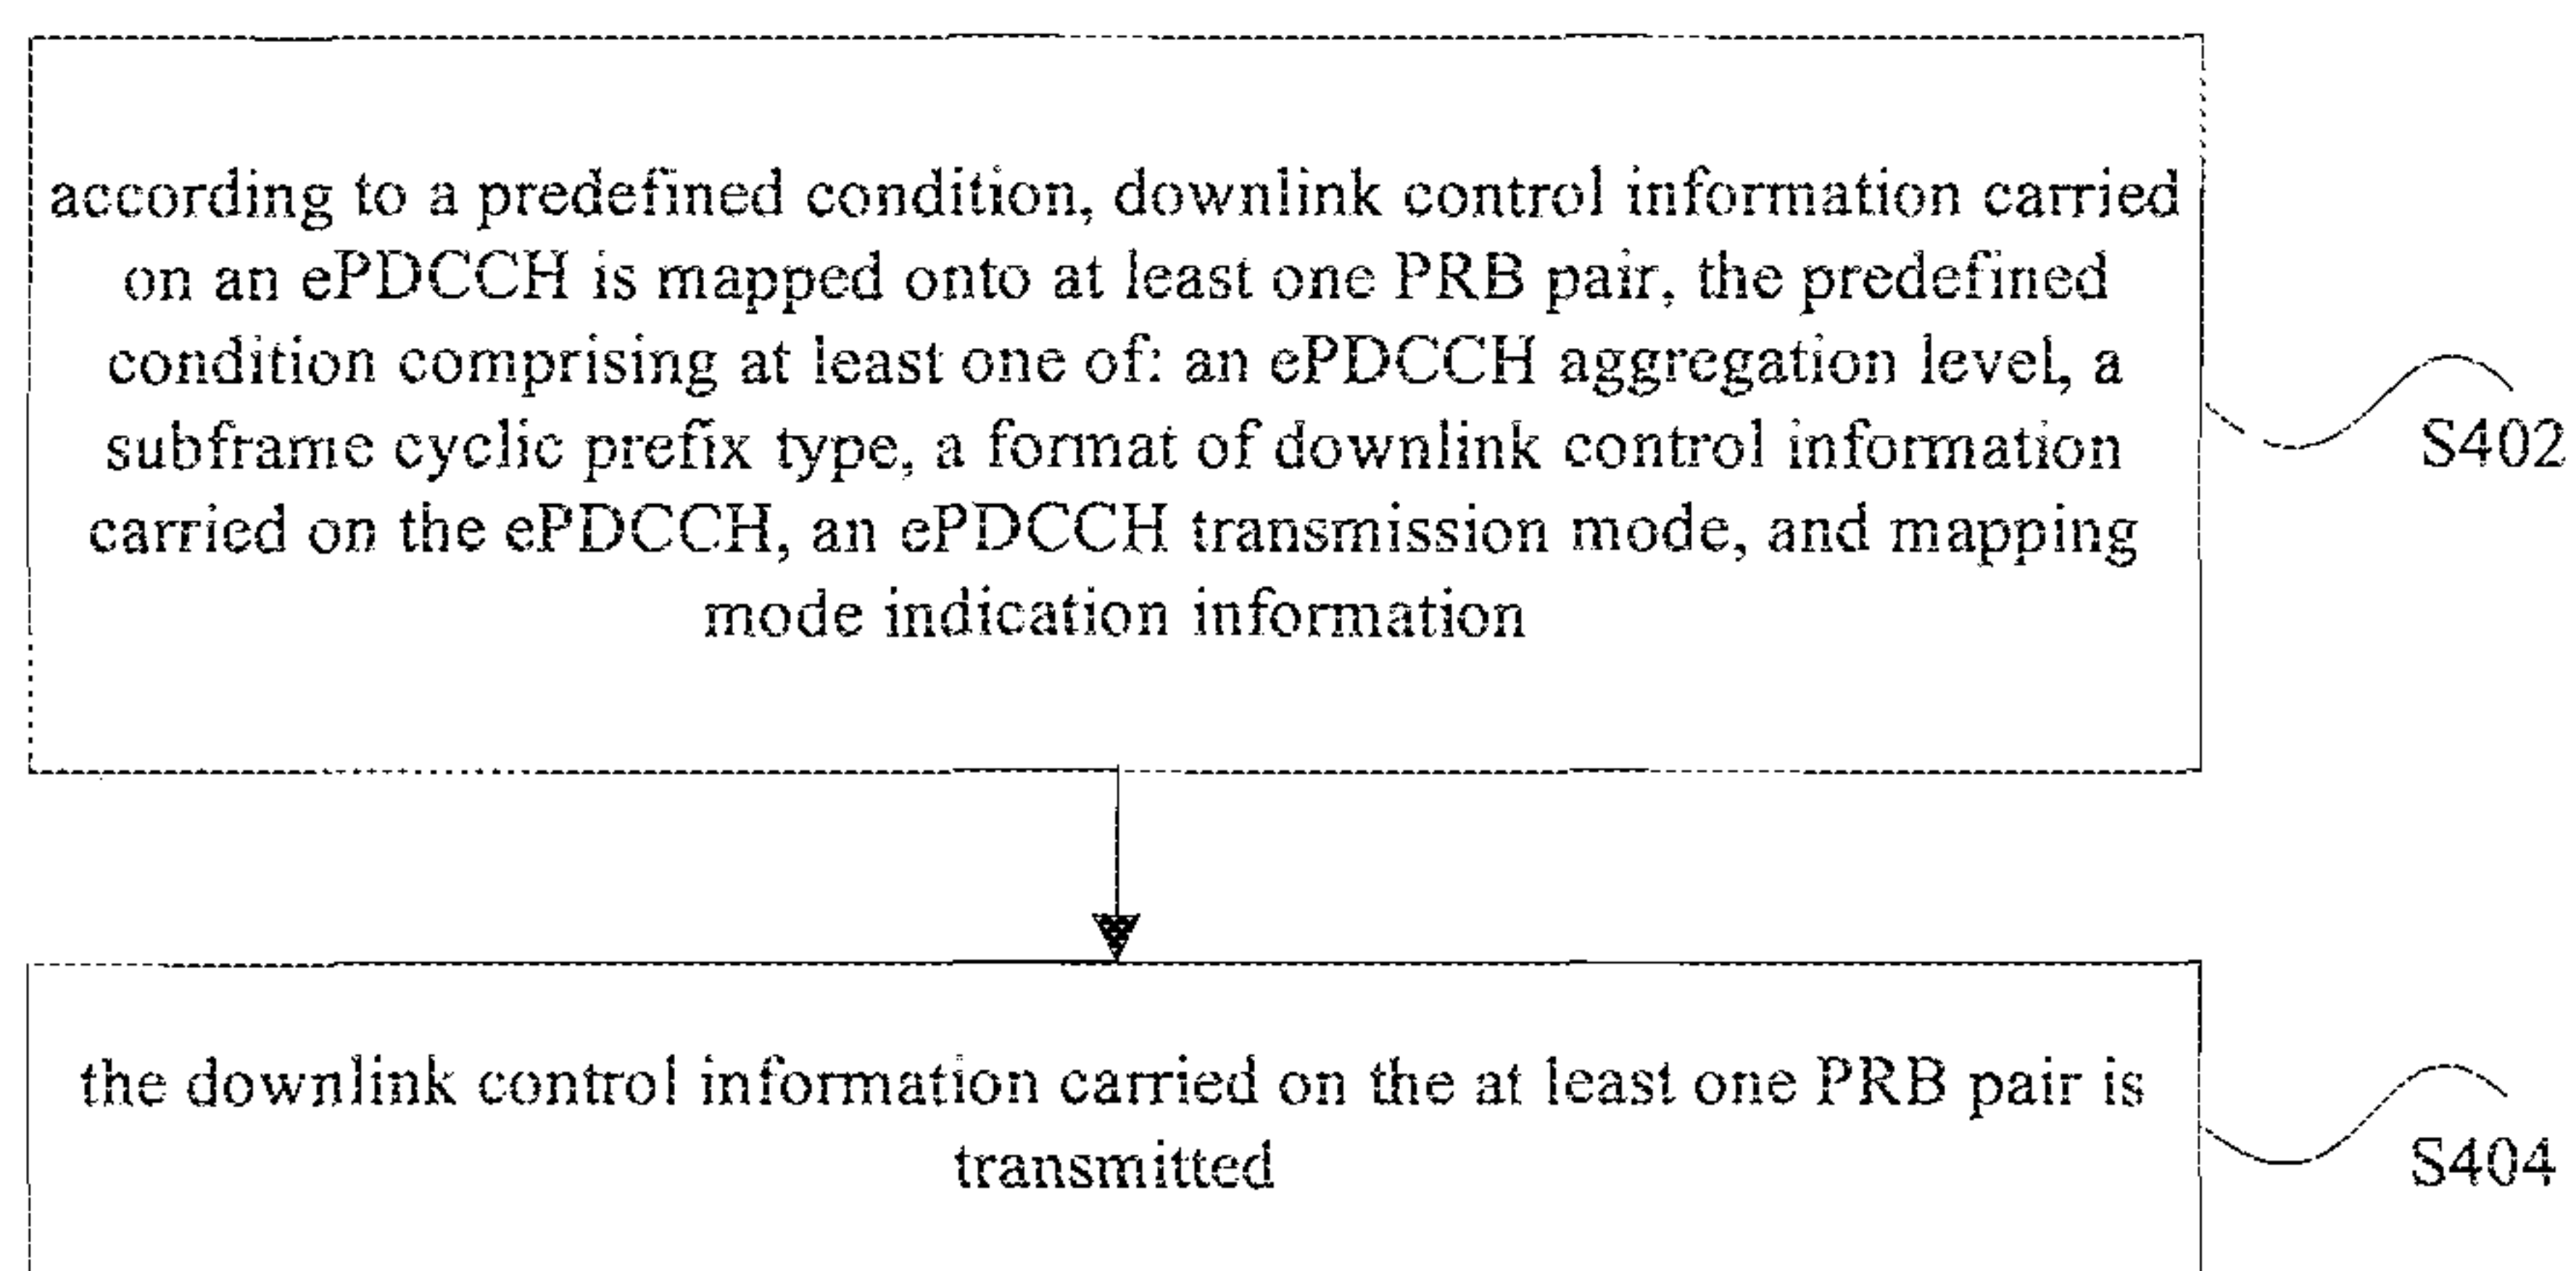 according to a predefined condition, downlink control information carried
on an ePDCCH is mapped onto at least one PRB pair, the predefined
condition comprising at least one of: an ePDCCH aggregation level, a
subframe cyclic prefix type, a format of downlink control information
carried on the ePDCCH, an ePDCCH transmission mode, and mapping
mode indication information
S402
the downlink control information carried on the at least one PRB pair is
transmitted
S404